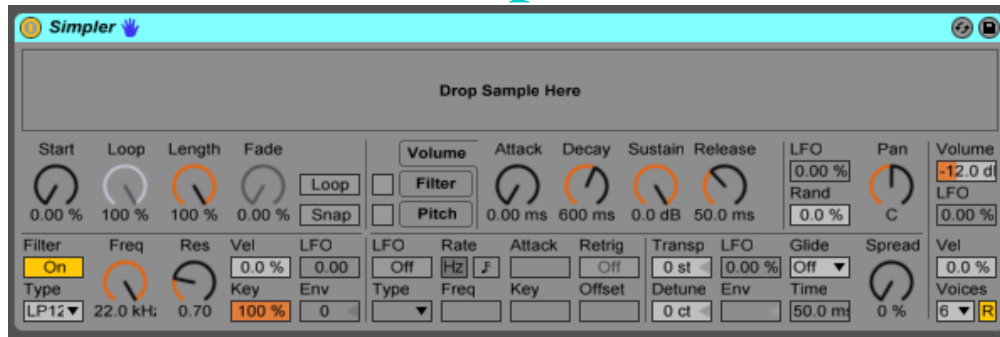 Simpler
Drop Sample Here
Start Loop Length Fade Volume Attack Decay Sustain Release LFO Pan Volume
0.00 % -12.0 dl
Loop Filter Rand LFO
0.00 % 100 % 100 % 0.00 % Snap Pitch 0.00 ms 600 ms 0.0 dB 50.0 ms 0.0 % C 0.00 %
Filter Freq Res Vel LFO LFO Rate Attack Retrig Transp LFO Glide Spread Vel
On 0.0 % 0.00 Off Hz Off 0 st 0.00 % Off 0.0 %
Type Key Env Type Freq Key Offset Detune Env Time Voices
LP12 22.0 kHz 0.70 100 % 0 0 ct 50.0 ms 0 % 6 R